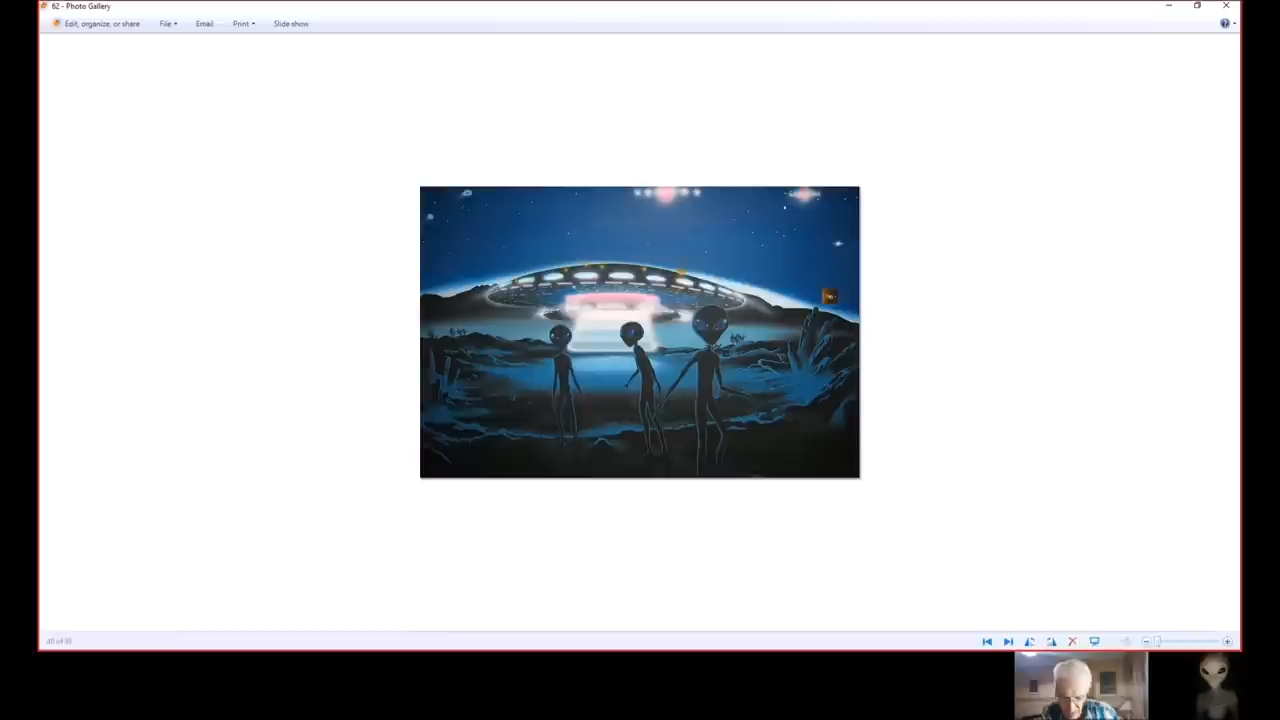 62 - Photo Gallery
Edit, organize, or share File Email Print Slide show